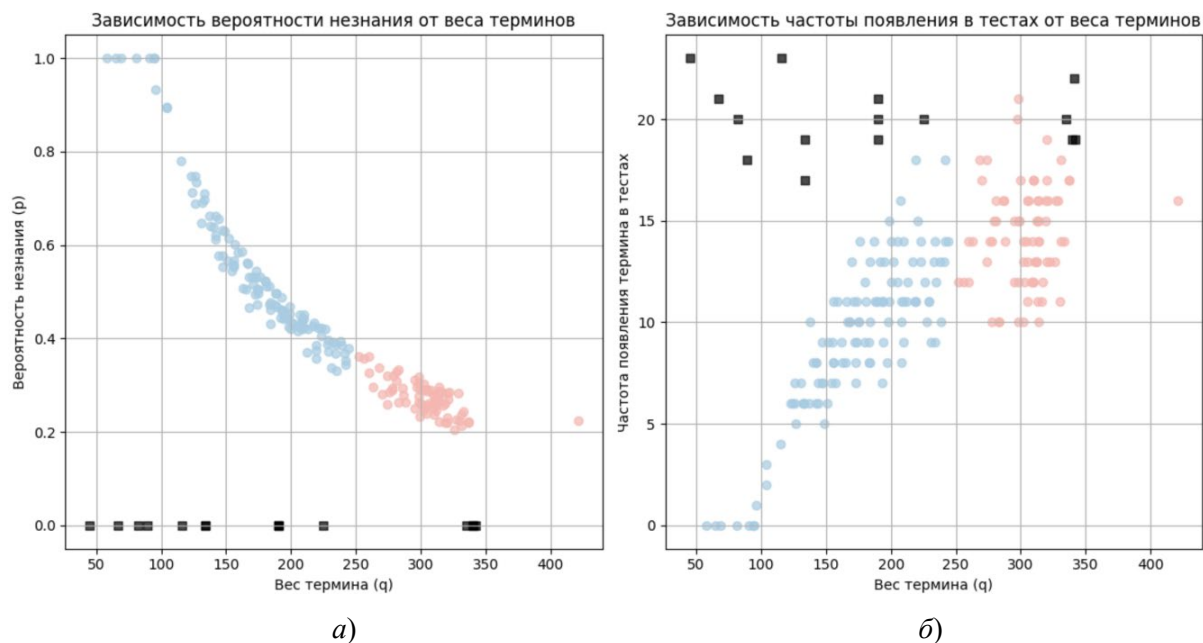 Зависимость вероятности незнания от веса терминов
1.0
0.8
0.6
0.4
0.2
0.0
Вероятность незнания (p)
50 100 150 200 250 300 350 400
Вес термина (q)
а)
Зависимость частоты появления в тестах от веса терминов
20
15
10
5
0
Частота появления термина в тестах
50 100 150 200 250 300 350 400
Вес термина (q)
б)